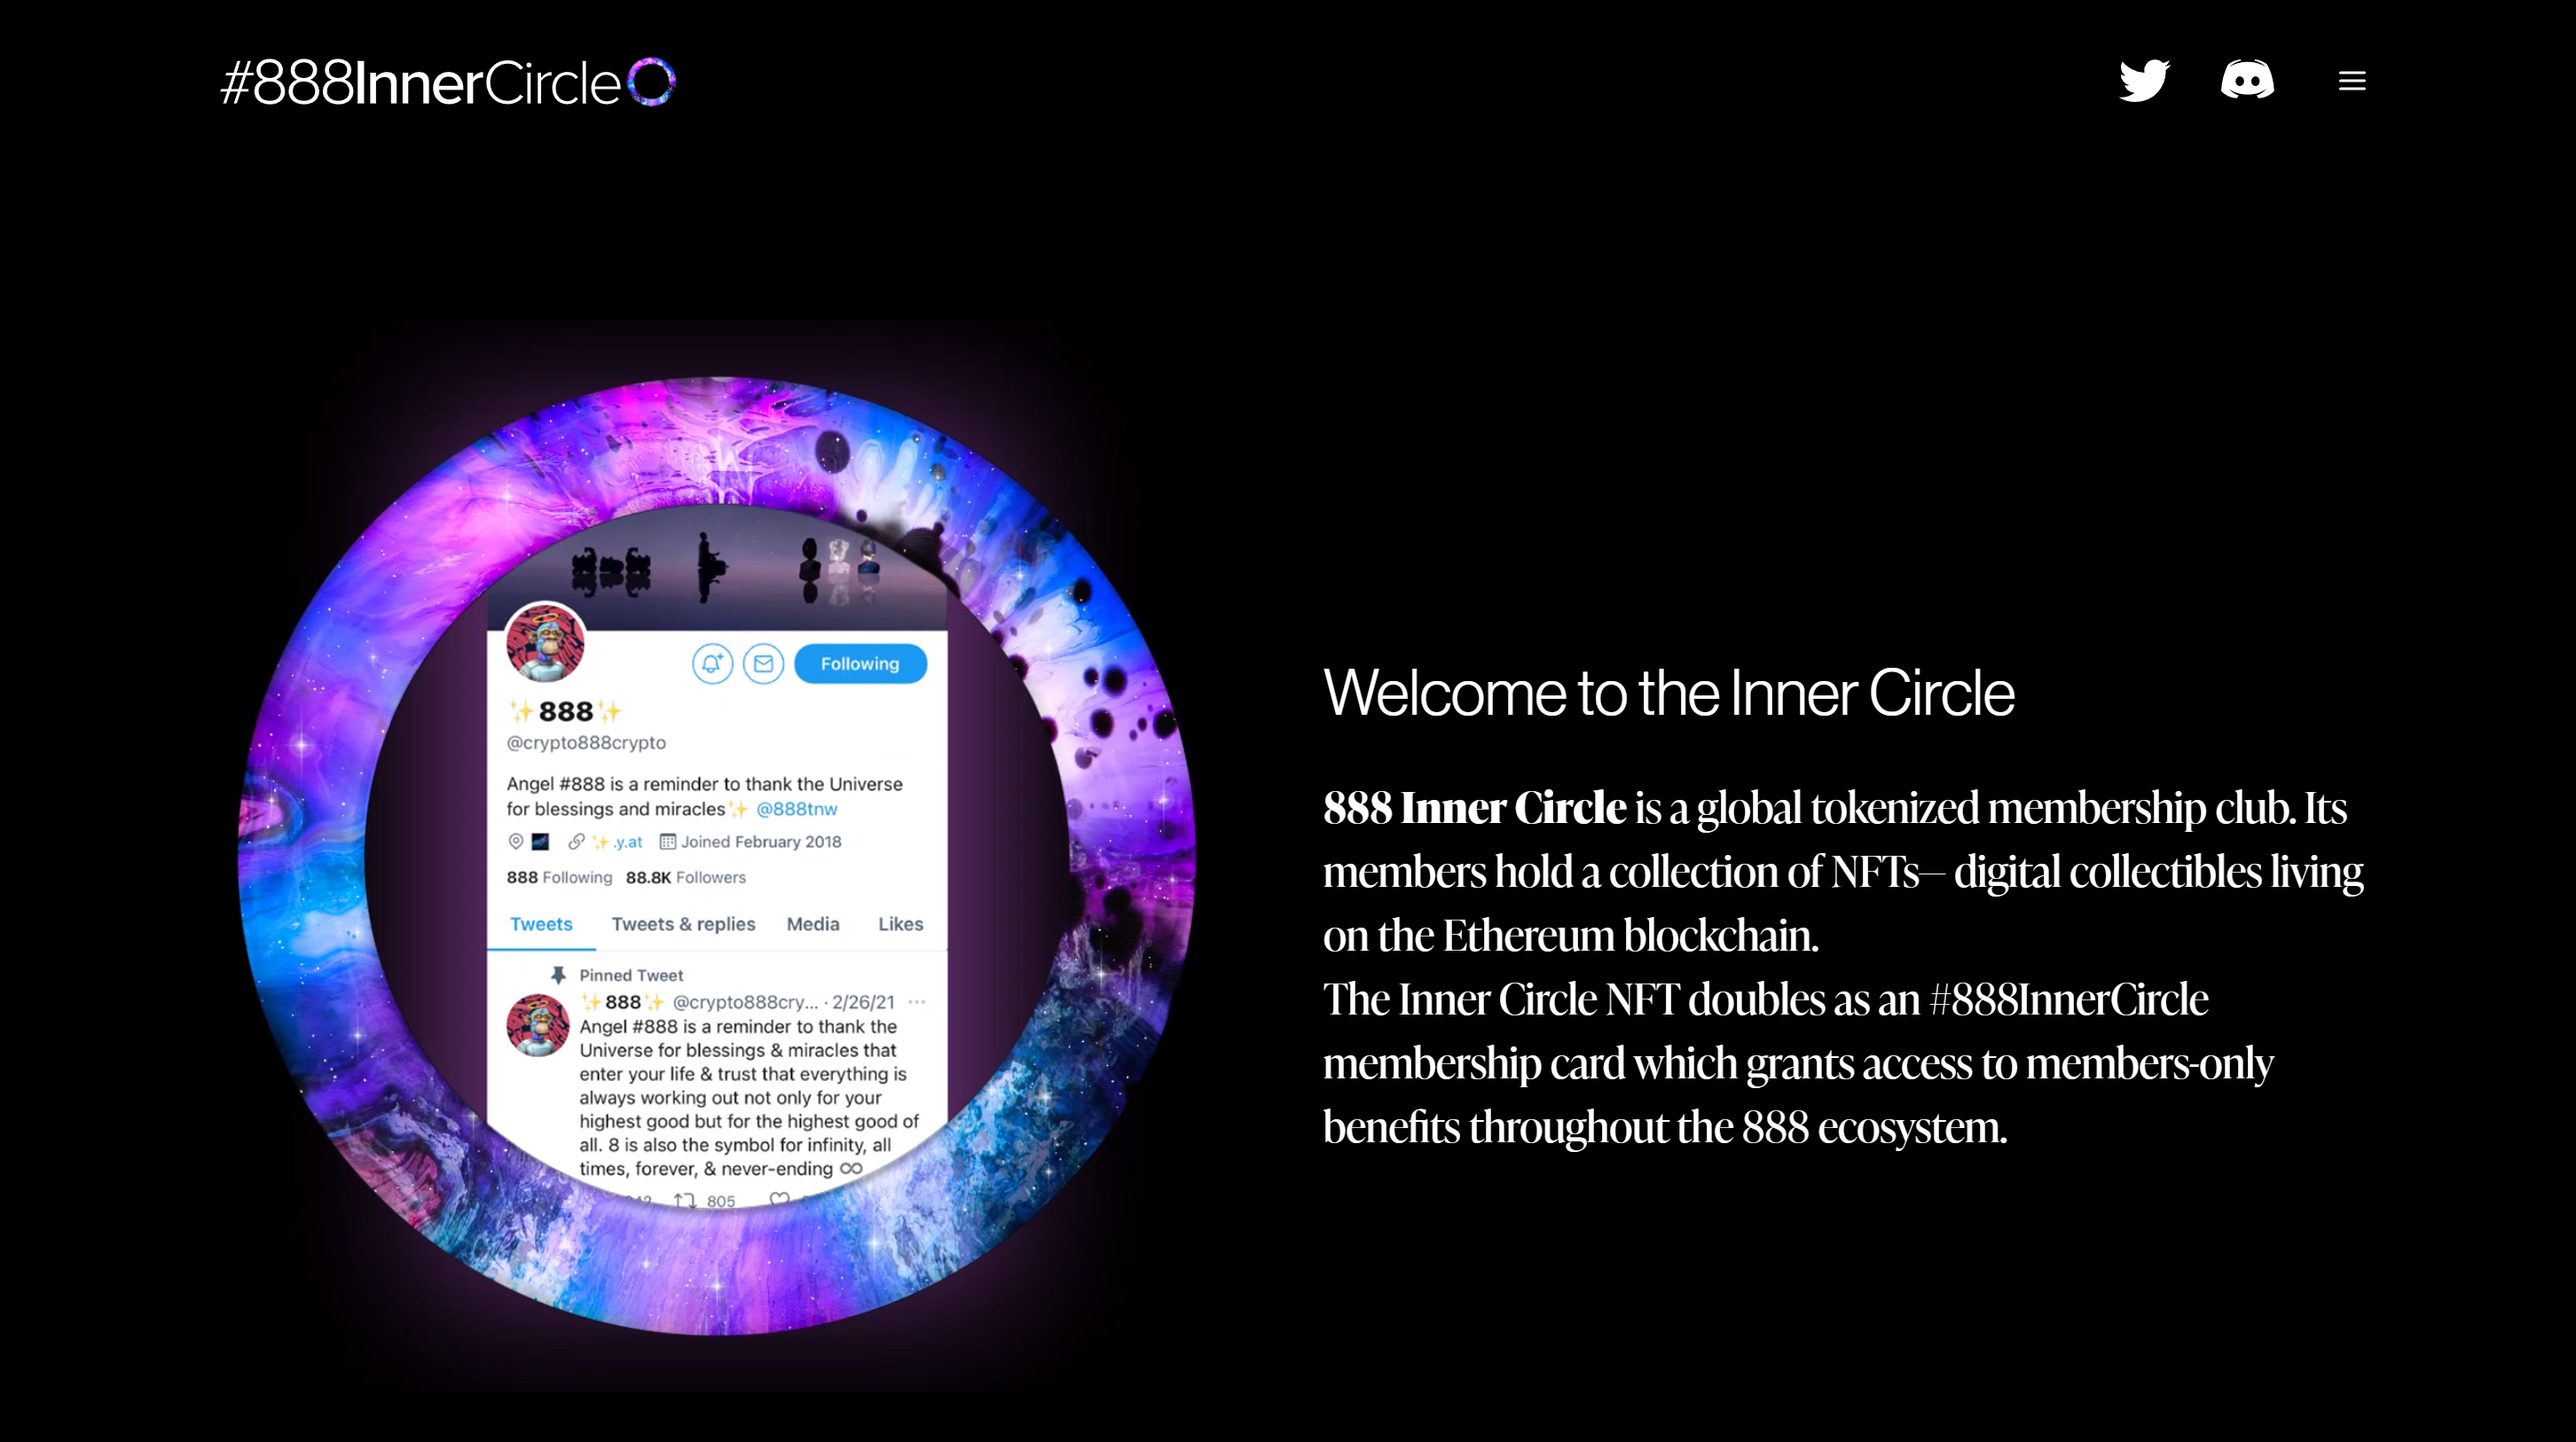 #888InnerCircle
Following
✨888✨
@crypto888crypto
Angel #888 is a reminder to thank the Universe
for blessings and miracles✨ @888tnw
✨.y.at Joined February 2018
888 Following 88.8K Followers
Tweets Tweets & replies Media Likes
Pinned Tweet
✨888✨ @crypto888cry... · 2/26/21 ···
Angel #888 is a reminder to thank the
Universe for blessings & miracles that
enter your life & trust that everything is
always working out not only for your
highest good but for the highest good of
all. 8 is also the symbol for infinity, all
times, forever, & never-ending ∞
805
Welcome to the Inner Circle
888 Inner Circle is a global tokenized membership club. Its
members hold a collection of NFTs— digital collectibles living
on the Ethereum blockchain.
The Inner Circle NFT doubles as an #888InnerCircle
membership card which grants access to members-only
benefits throughout the 888 ecosystem.